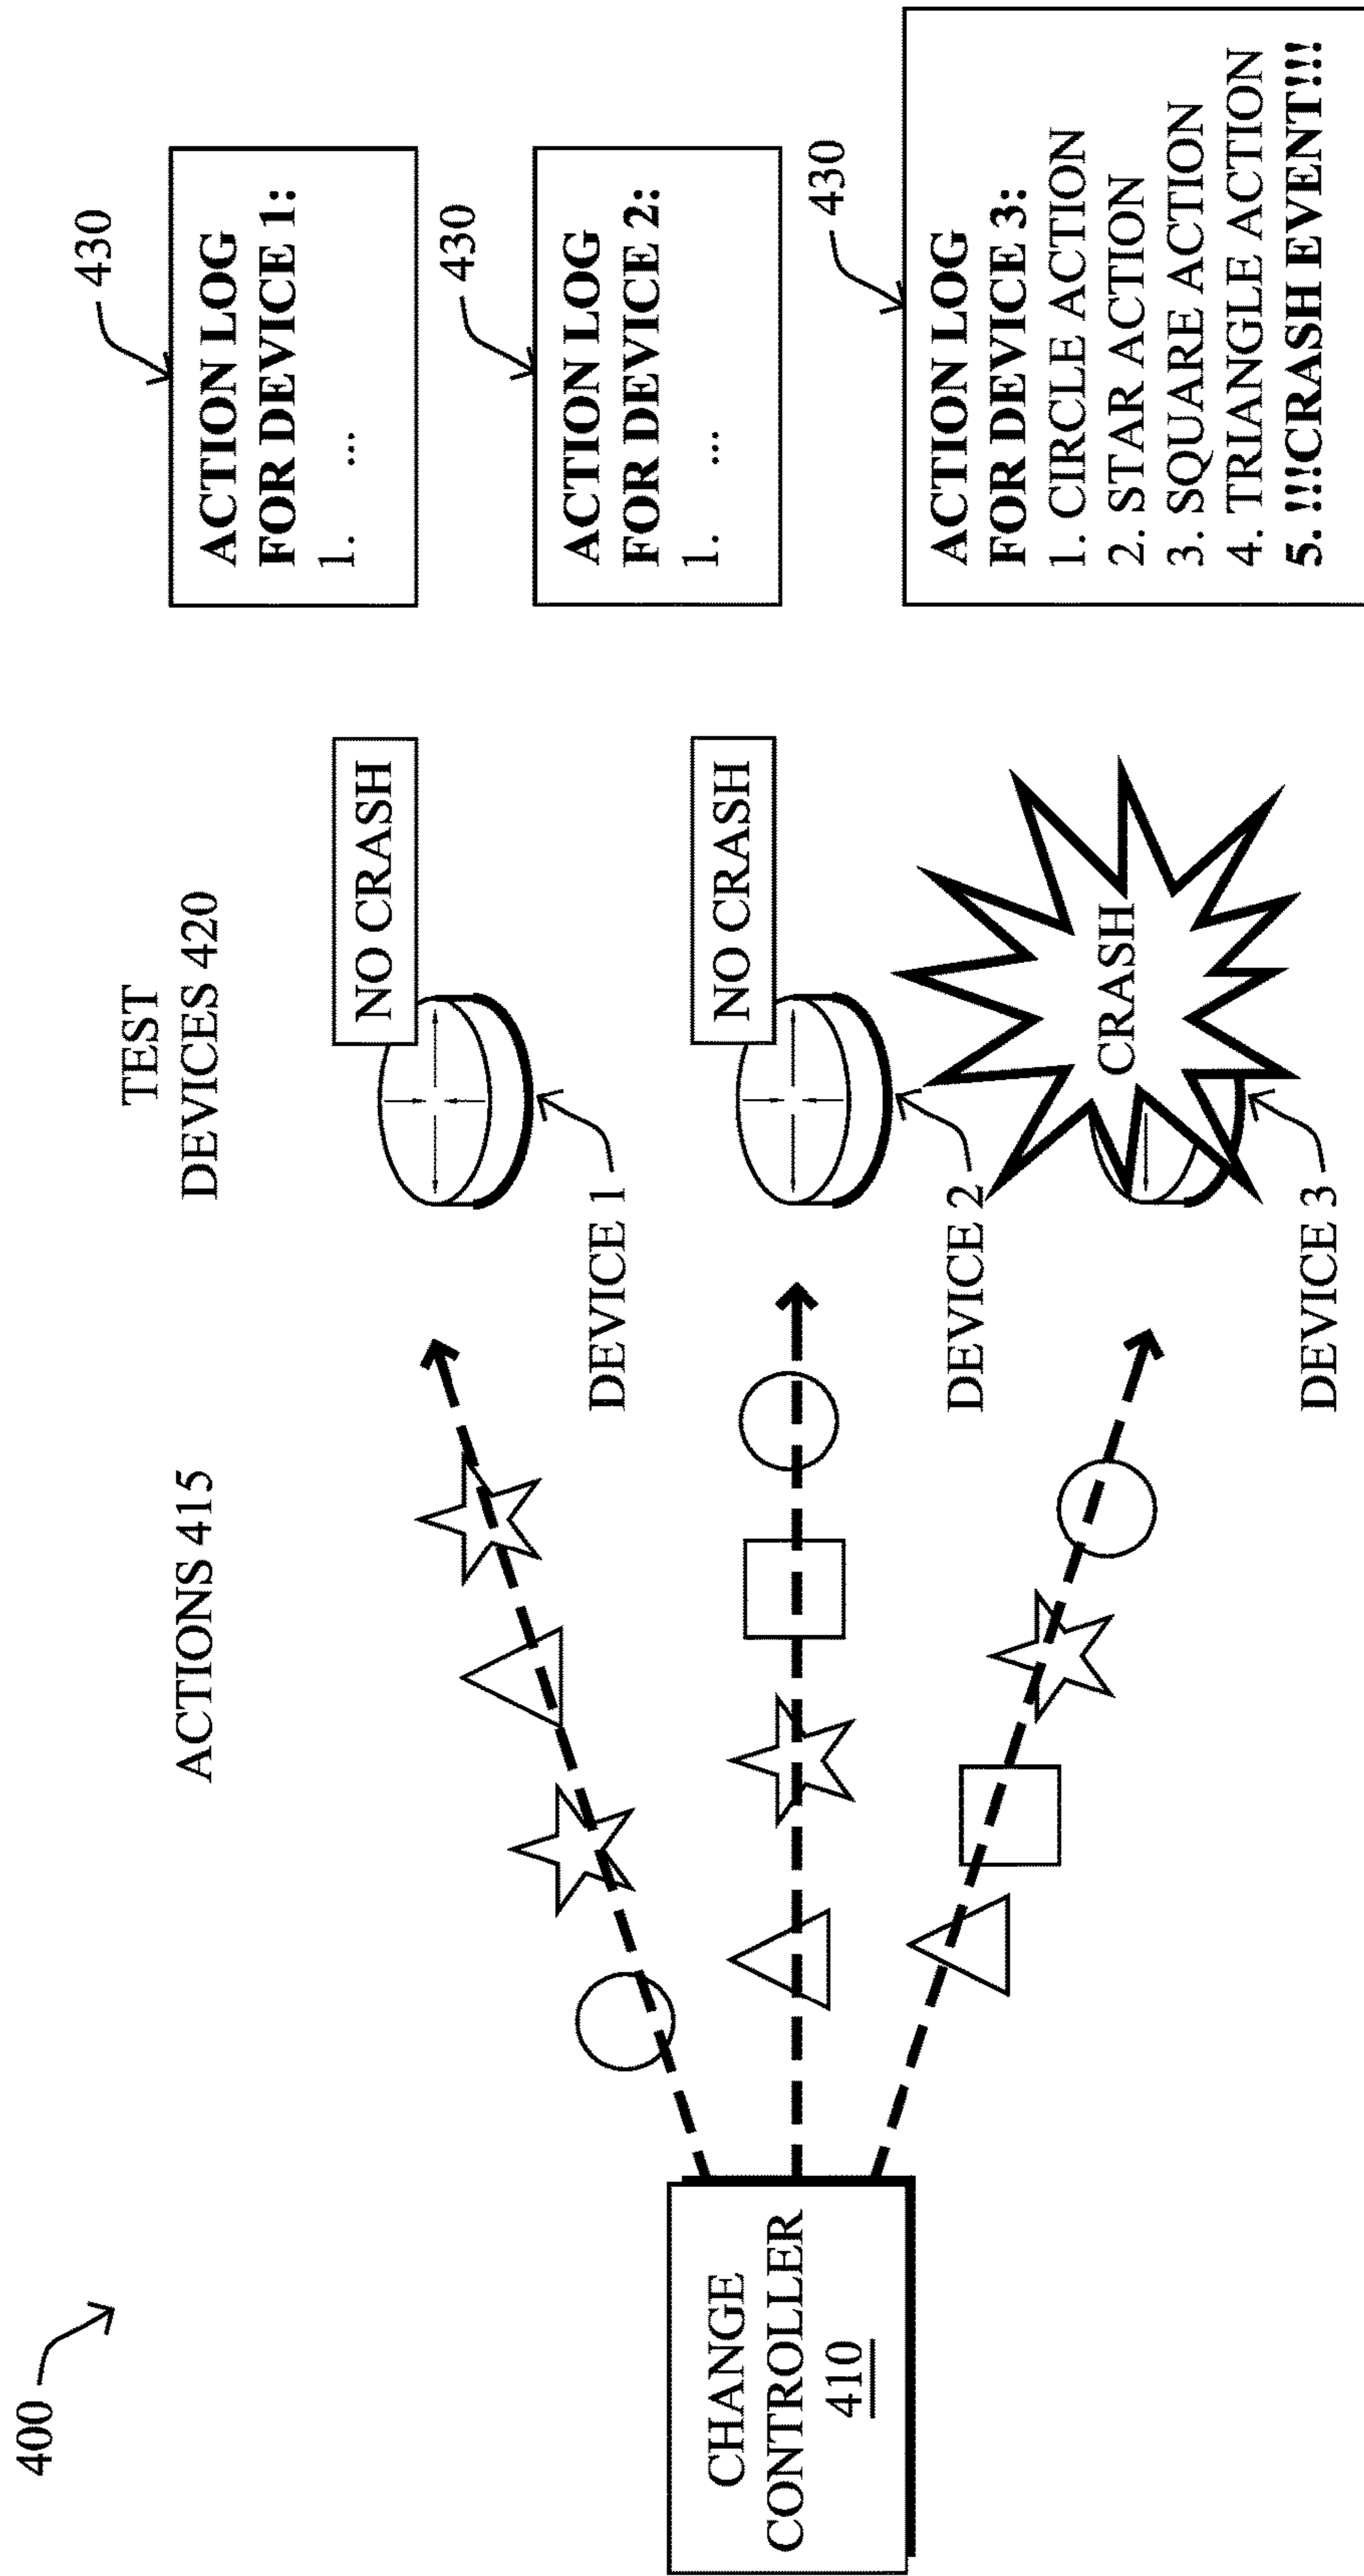 400
ACTIONS 415
TEST
DEVICES 420
CHANGE
CONTROLLER
410
DEVICE 1
NO CRASH
430
ACTION LOG
FOR DEVICE 1:
1. ...
DEVICE 2
NO CRASH
430
ACTION LOG
FOR DEVICE 2:
1. ...
DEVICE 3
CRASH
430
ACTION LOG
FOR DEVICE 3:
1. CIRCLE ACTION
2. STAR ACTION
3. SQUARE ACTION
4. TRIANGLE ACTION
5. !!!CRASH EVENT!!!